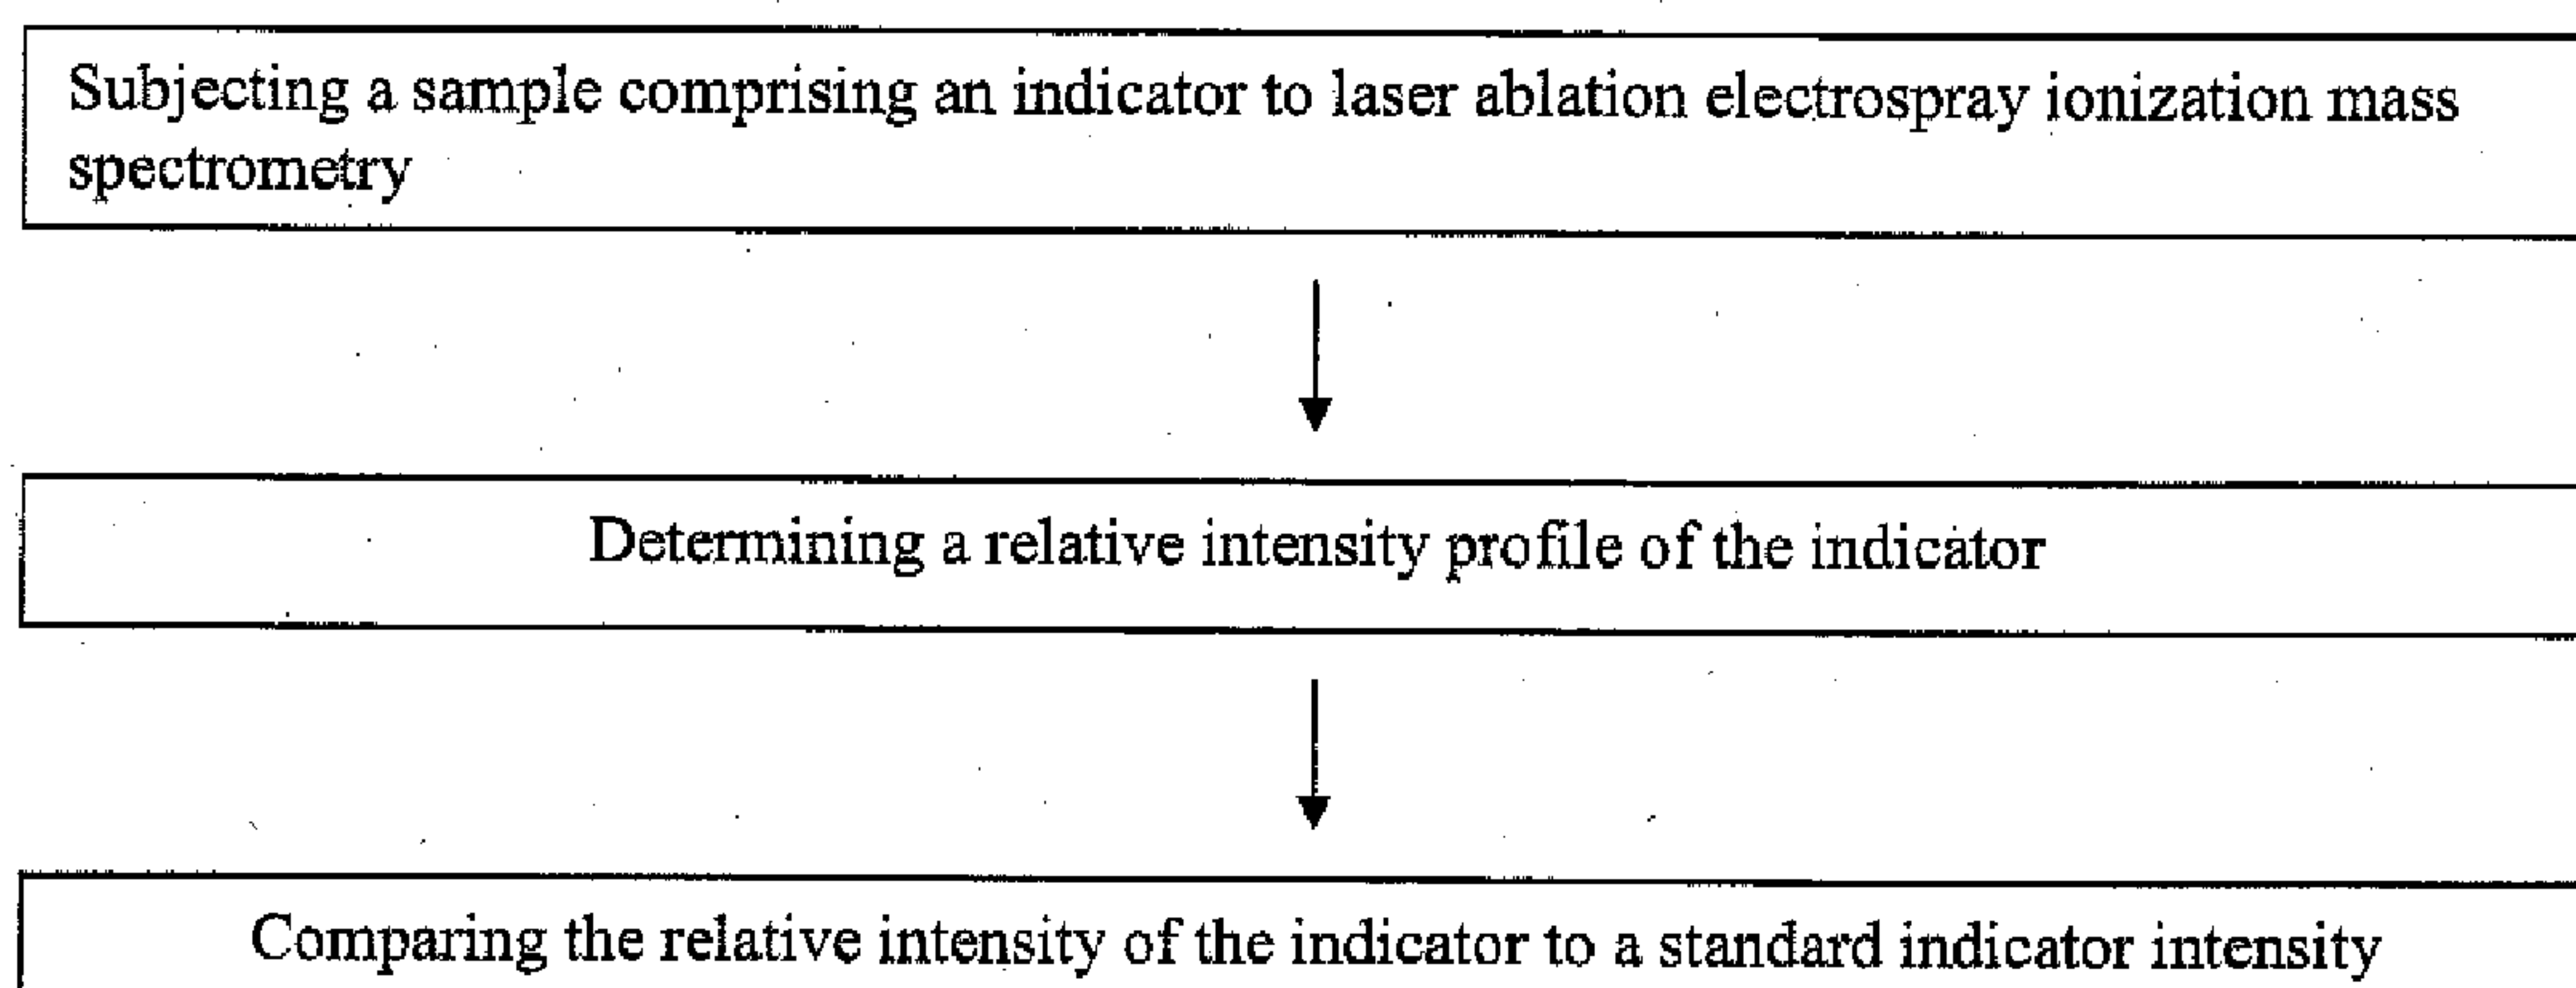 Subjecting a sample comprising an indicator to laser ablation electrospray ionization mass
spectrometry
Determining a relative intensity profile of the indicator
Comparing the relative intensity of the indicator to a standard indicator intensity